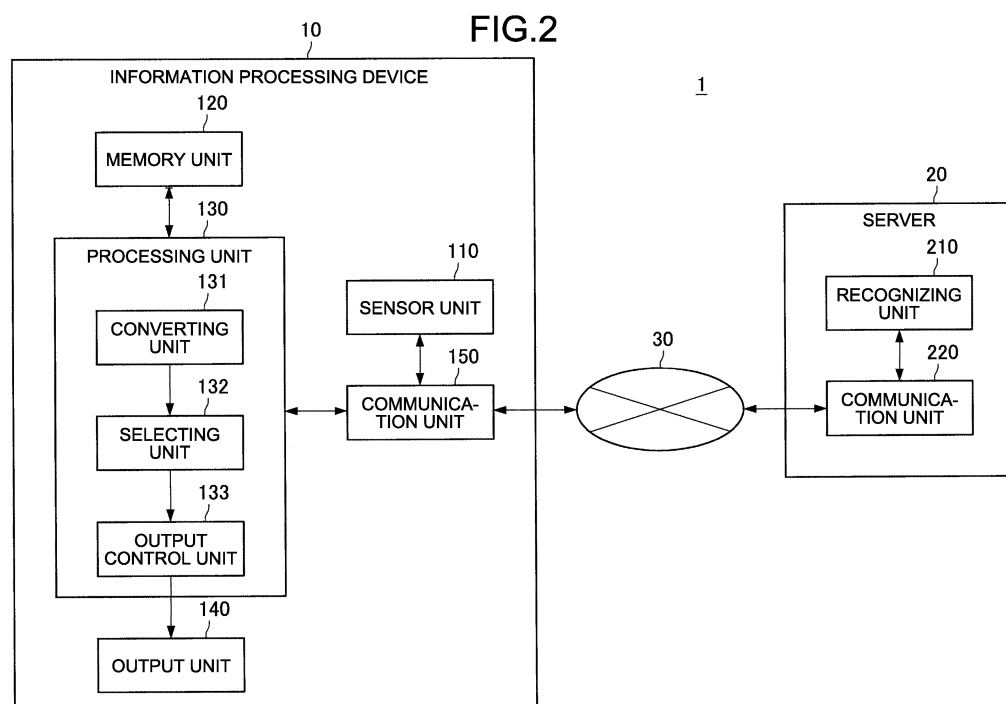 FIG.2
10
INFORMATION PROCESSING DEVICE
1
120
MEMORY UNIT
130
PROCESSING UNIT
131
CONVERTING
UNIT
132
SELECTING
UNIT
133
OUTPUT
CONTROL UNIT
140
OUTPUT UNIT
110
SENSOR UNIT
150
COMMUNICA-
TION UNIT
30
20
SERVER
210
RECOGNIZING
UNIT
220
COMMUNICA-
TION UNIT